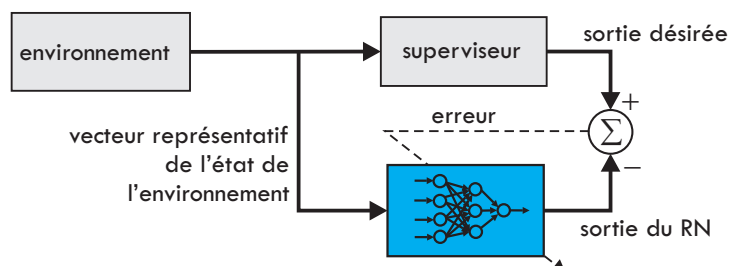 environnement
superviseur
sortie désirée
+
Σ
erreur
−
vecteur représentatif
de l'état de
l'environnement
sortie du RN